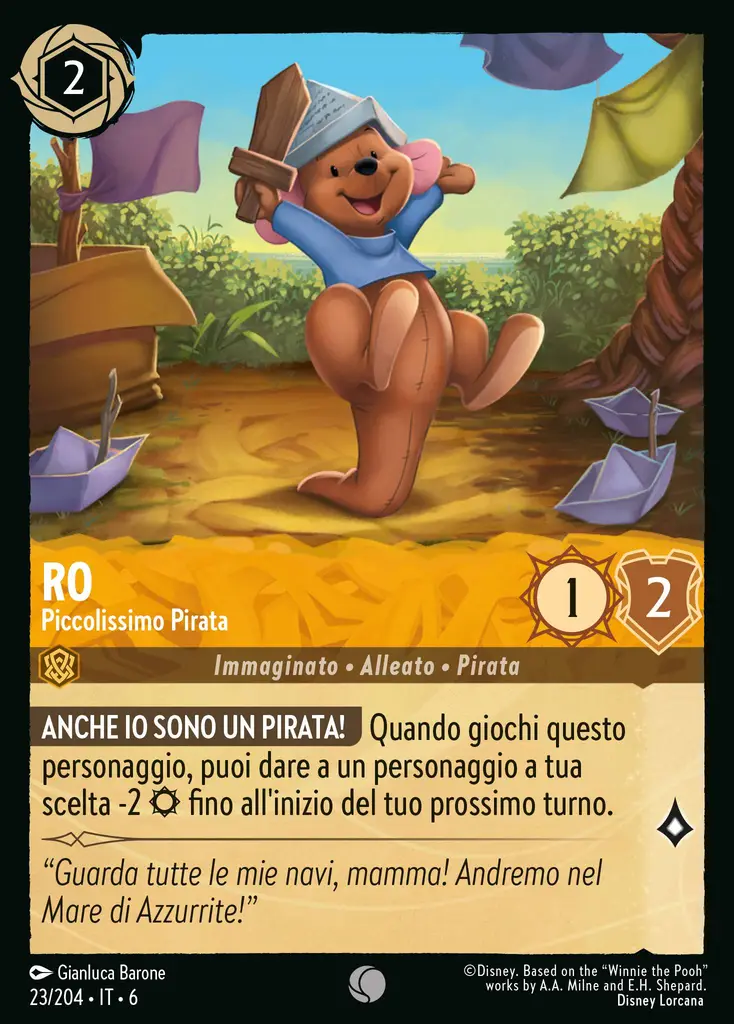 2
RO
Piccolissimo Pirata
1
2
Immaginato • Alleato • Pirata
ANCHE IO SONO UN PIRATA! Quando giochi questo
personaggio, puoi dare a un personaggio a tua
scelta -2 fino all'inizio del tuo prossimo turno.
“Guarda tutte le mie navi, mamma! Andremo nel
Mare di Azzurrite!”
Gianluca Barone
23/204 • IT • 6
©Disney. Based on the “Winnie the Pooh”
works by A.A. Milne and E.H. Shepard.
Disney Lorcana